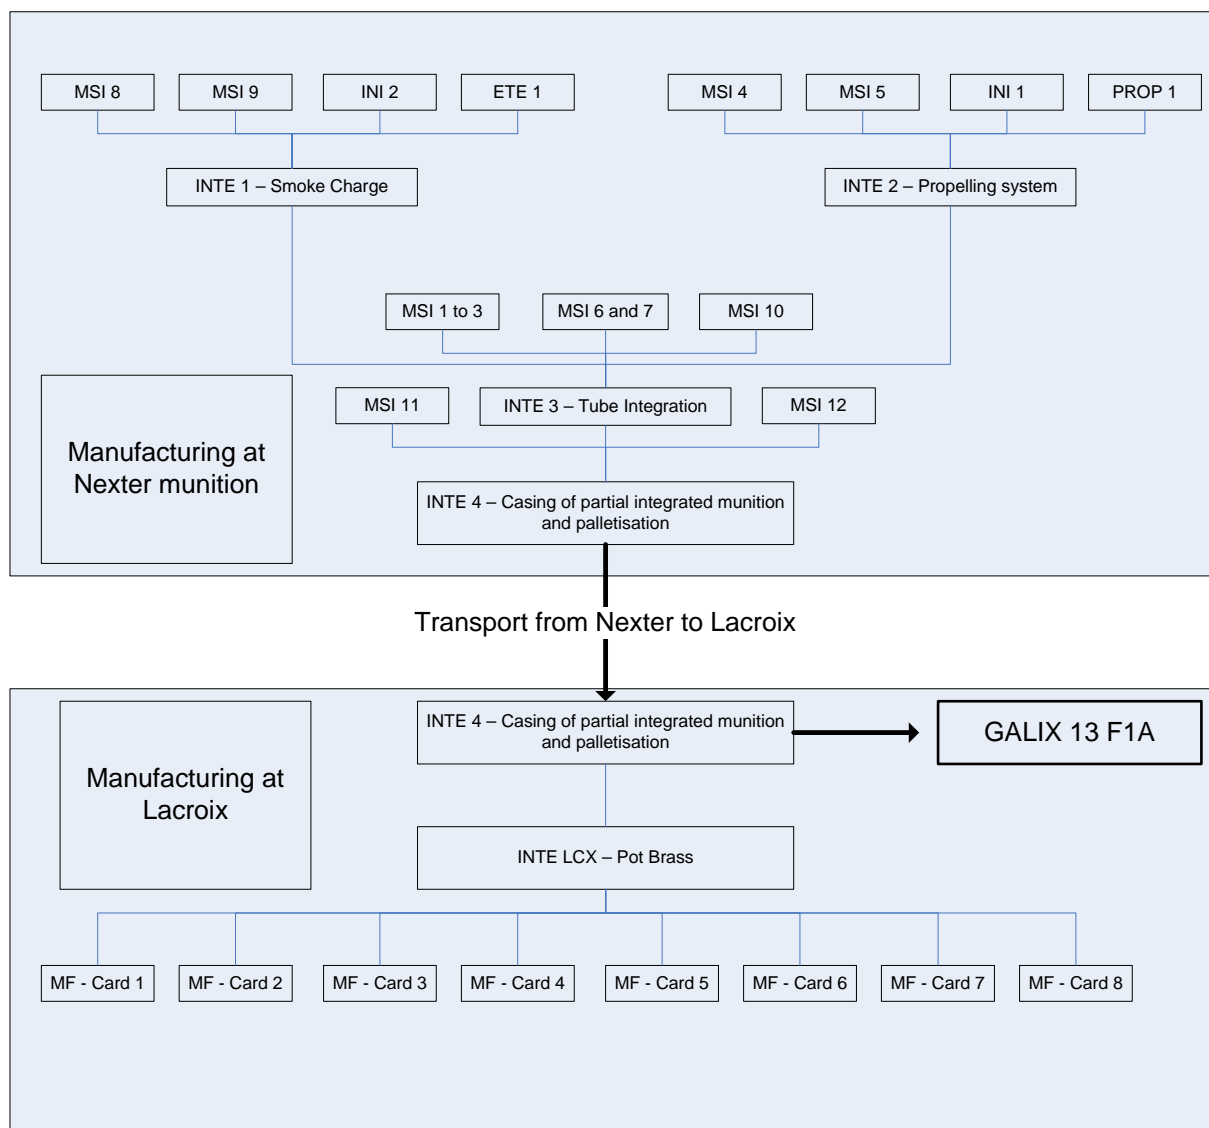 MSI 8
MSI 9
INI 2
ETE 1
MSI 4
MSI 5
INI 1
PROP 1
INTE 1 – Smoke Charge
INTE 2 – Propelling system
MSI 1 to 3
MSI 6 and 7
MSI 10
MSI 11
INTE 3 – Tube Integration
MSI 12
Manufacturing at
Nexter munition
INTE 4 – Casing of partial integrated munition
and palletisation
Transport from Nexter to Lacroix
Manufacturing at
Lacroix
INTE 4 – Casing of partial integrated munition
and palletisation
GALIX 13 F1A
INTE LCX – Pot Brass
MF - Card 1
MF - Card 2
MF - Card 3
MF - Card 4
MF - Card 5
MF - Card 6
MF - Card 7
MF - Card 8